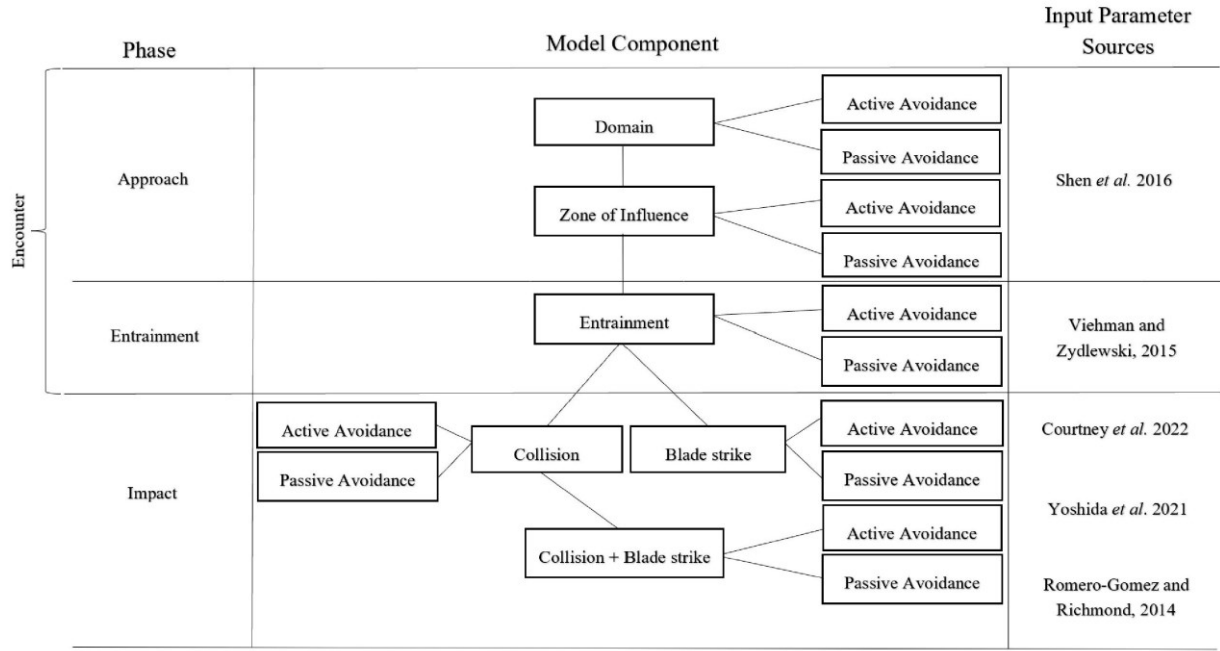 Phase
Model Component
Input Parameter
Sources
Encounter
Approach
Domain
Active Avoidance
Passive Avoidance
Zone of Influence
Active Avoidance
Passive Avoidance
Shen et al. 2016
Entrainment
Entrainment
Active Avoidance
Passive Avoidance
Viehman and
Zydlewski, 2015
Impact
Active Avoidance
Passive Avoidance
Collision
Blade strike
Active Avoidance
Passive Avoidance
Collision + Blade strike
Active Avoidance
Passive Avoidance
Courtney et al. 2022
Yoshida et al. 2021
Romero-Gomez and
Richmond, 2014